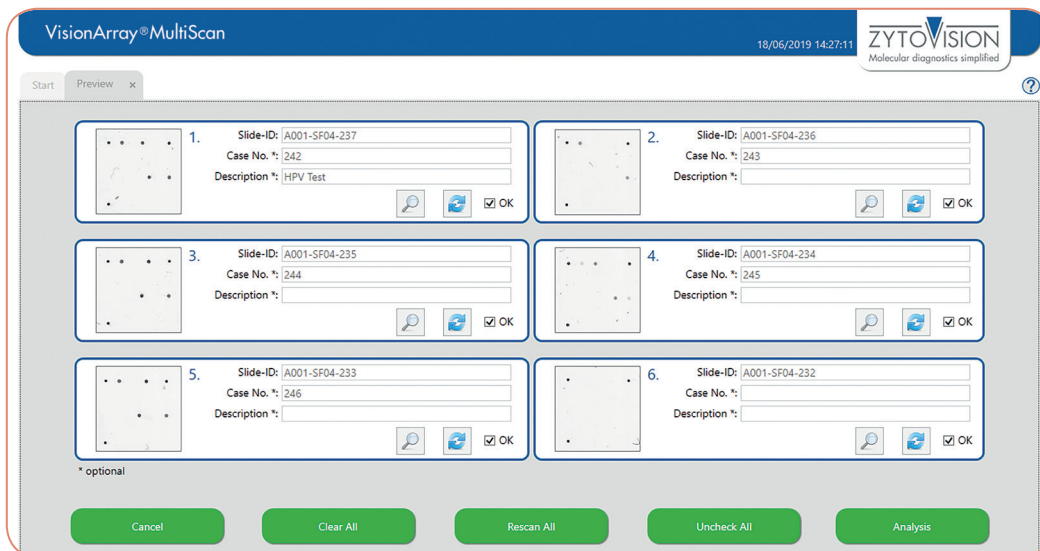 VisionArray®MultiScan
18/06/2019 14:27:11
ZYTOVISION
Molecular diagnostics simplified
Start
Preview x
?
1.
Slide-ID: A001-SF04-237
Case No. *: 242
Description *: HPV Test
OK
2.
Slide-ID: A001-SF04-236
Case No. *: 243
Description *:
OK
3.
Slide-ID: A001-SF04-235
Case No. *: 244
Description *:
OK
4.
Slide-ID: A001-SF04-234
Case No. *: 245
Description *:
OK
5.
Slide-ID: A001-SF04-233
Case No. *: 246
Description *:
OK
6.
Slide-ID: A001-SF04-232
Case No. *:
Description *:
OK
* optional
Cancel
Clear All
Rescan All
Uncheck All
Analysis